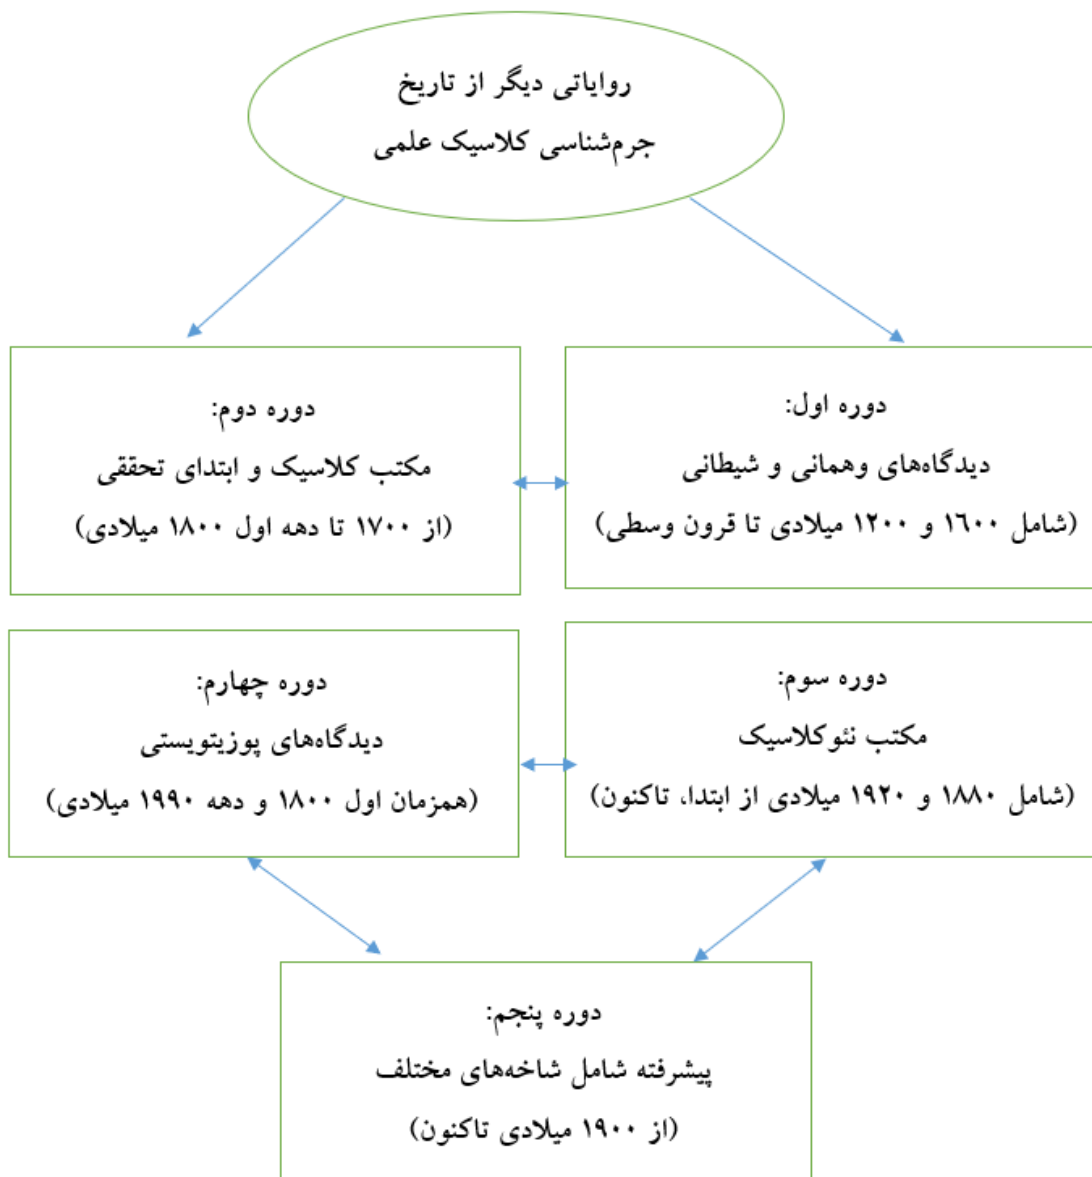 روایاتی دیگر از تاریخ
جرم‌شناسی کلاسیک علمی
دوره اول:
دیدگاه‌های وهمانی و شیطانی
(شامل ۱۶۰۰ و ۱۲۰۰ میلادی تا قرون وسطی)
دوره دوم:
مکتب کلاسیک و ابتدای تحققی
(از ۱۷۰۰ تا دهه اول ۱۸۰۰ میلادی)
دوره سوم:
مکتب نئوکلاسیک
(شامل ۱۸۸۰ و ۱۹۲۰ میلادی از ابتدا، تاکنون)
دوره چهارم:
دیدگاه‌های پوزیتویستی
(همزمان اول ۱۸۰۰ و دهه ۱۹۹۰ میلادی)
دوره پنجم:
پیشرفته شامل شاخه‌های مختلف
(از ۱۹۰۰ میلادی تاکنون)